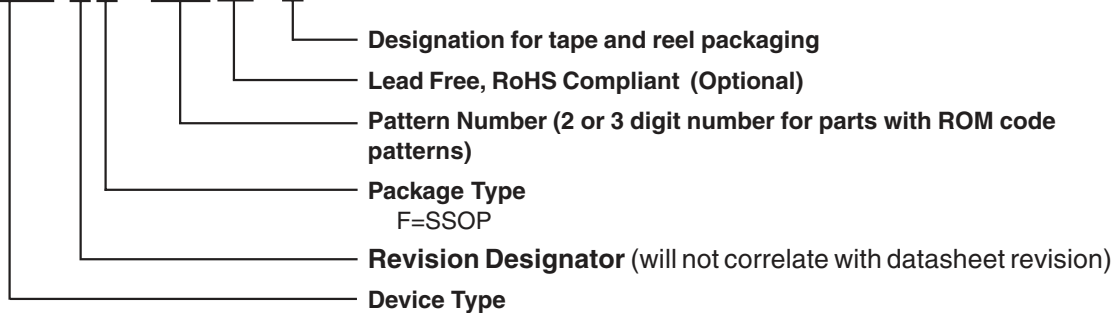 Designation for tape and reel packaging
Lead Free, RoHS Compliant (Optional)
Pattern Number (2 or 3 digit number for parts with ROM code
patterns)
Package Type
F=SSOP
Revision Designator (will not correlate with datasheet revision)
Device Type